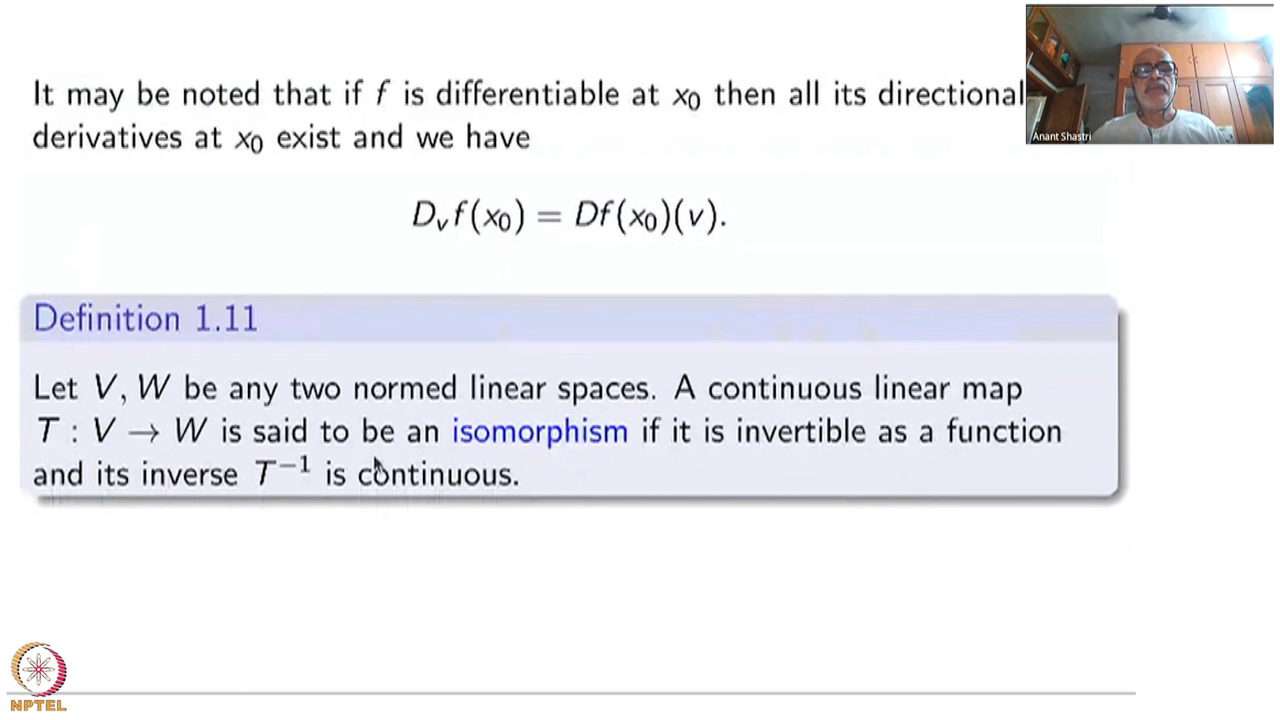 It may be noted that if f is differentiable at x₀ then all its directional
derivatives at x₀ exist and we have
Dᵥf(x₀) = Df(x₀)(v).
Definition 1.11
Let V, W be any two normed linear spaces. A continuous linear map
T : V → W is said to be an isomorphism if it is invertible as a function
and its inverse T⁻¹ is continuous.
Anant Shastri
NPTEL